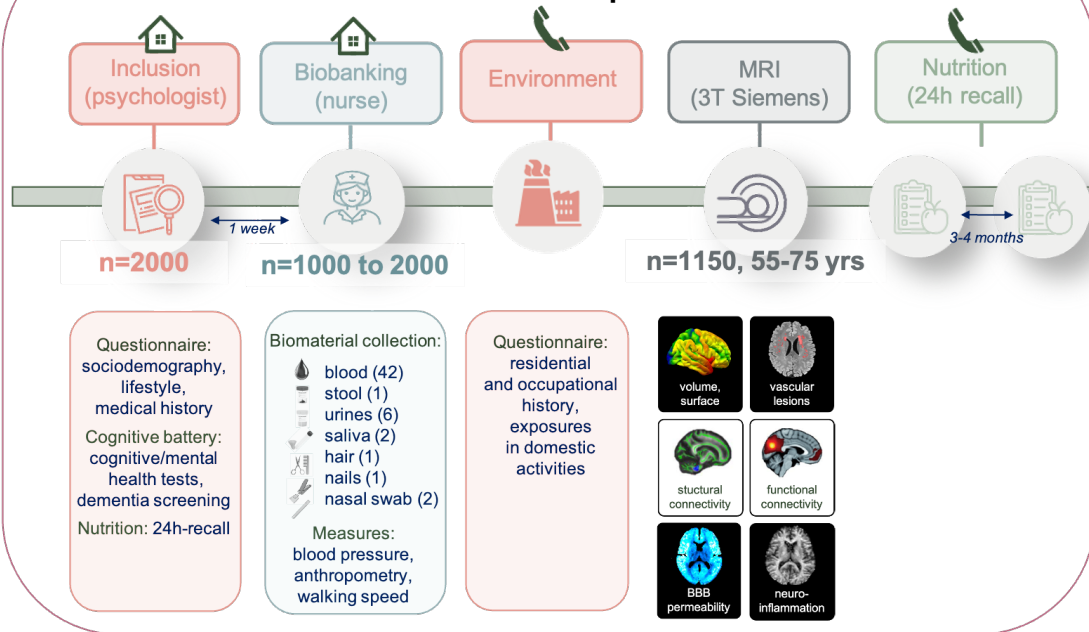 Inclusion
(psychologist)
Biobanking
(nurse)
Environment
MRI
(3T Siemens)
Nutrition
(24h recall)
1 week
3-4 months
n=2000
n=1000 to 2000
n=1150, 55-75 yrs
Questionnaire:
sociodemography,
lifestyle,
medical history
Cognitive battery:
cognitive/mental
health tests,
dementia screening
Nutrition: 24h-recall
Biomaterial collection:
blood (42)
stool (1)
urines (6)
saliva (2)
hair (1)
nails (1)
nasal swab (2)
Measures:
blood pressure,
anthropometry,
walking speed
Questionnaire:
residential
and occupational
history,
exposures
in domestic
activities
volume,
surface
vascular
lesions
stuctural
connectivity
functional
connectivity
BBB
permeability
neuro-
inflammation